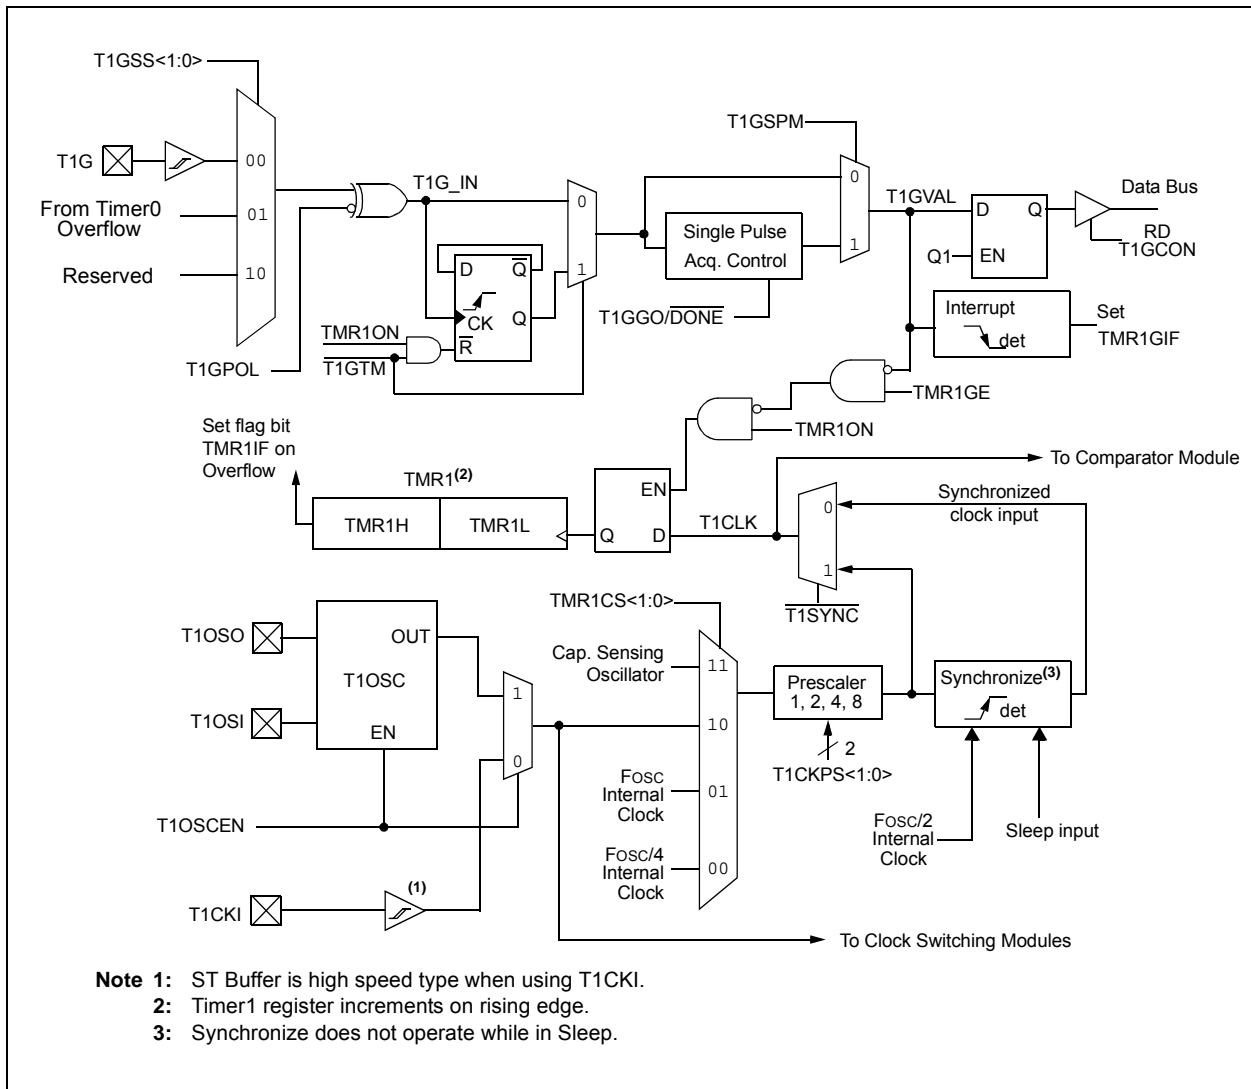 T1GSS<1:0>
T1G
00
From Timer0
Overflow
01
Reserved
10
T1GPOL
T1G_IN
0
1
D
Q̅
CK
Q
R̅
TMR1ON
T1GTM
T1GSPM
0
1
Single Pulse
Acq. Control
T1GGO/D̅O̅N̅E̅
T1GVAL
D
Q
Q1
EN
Data Bus
RD
T1GCON
Interrupt
det
Set
TMR1GIF
TMR1GE
TMR1ON
Set flag bit
TMR1IF on
Overflow
TMR1(2)
TMR1H
TMR1L
EN
Q
D
T1CLK
To Comparator Module
Synchronized
clock input
0
1
T̅1̅S̅Y̅N̅C̅
T1OSO
OUT
T1OSC
T1OSI
EN
1
0
T1OSCEN
T1CKI
(1)
TMR1CS<1:0>
Cap. Sensing
Oscillator
11
10
FOSC
Internal
Clock
01
FOSC/4
Internal
Clock
00
Prescaler
1, 2, 4, 8
2
T1CKPS<1:0>
Synchronize(3)
det
FOSC/2
Internal
Clock
Sleep input
To Clock Switching Modules
Note 1: ST Buffer is high speed type when using T1CKI.
2: Timer1 register increments on rising edge.
3: Synchronize does not operate while in Sleep.